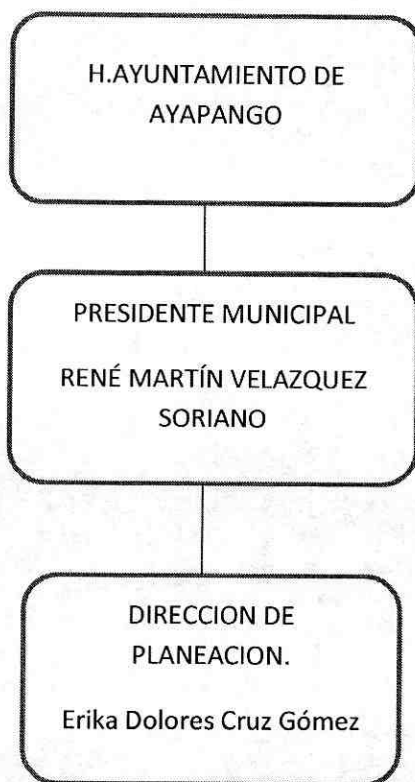 H.AYUNTAMIENTO DE
AYAPANGO
PRESIDENTE MUNICIPAL
RENÉ MARTÍN VELAZQUEZ
SORIANO
DIRECCION DE
PLANEACION.
Erika Dolores Cruz Gómez